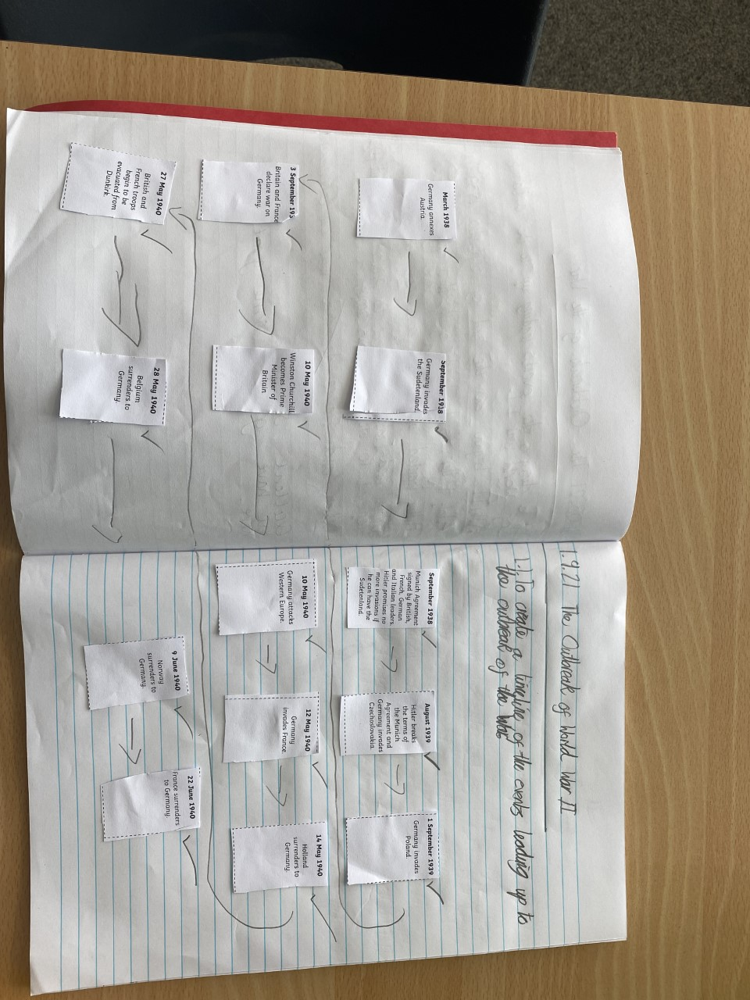 1.9.21 The Outbreak of World War II
L.I. To create a timeline of the events leading up to
the outbreak of the War
March 1938
Germany annexes
Austria.
September 1938
Germany invades
the Sudetenland.
September 1938
Munich Agreement
signed by British,
French, German
and Italian leaders.
Hitler promises no
more invasions if
he can have the
Sudetenland.
August 1939
Hitler breaks
the terms of
the Munich
Agreement and
Germany invades
Czechoslovakia.
1 September 1939
Germany invades
Poland.
3 September 193
Britain and France
declare war on
Germany.
10 May 1940
Winston Churchill
becomes Prime
Minister of
Britain
10 May 1940
Germany attacks
Western Europe.
12 May 1940
Germany
invades France.
14 May 1940
Holland
surrenders to
Germany.
27 May 1940
British and
French troops
begin to be
evacuated from
Dunkirk.
28 May 1940
Belgium
surrenders to
Germany.
9 June 1940
Norway
surrenders to
Germany.
22 June 1940
France surrenders
to Germany.